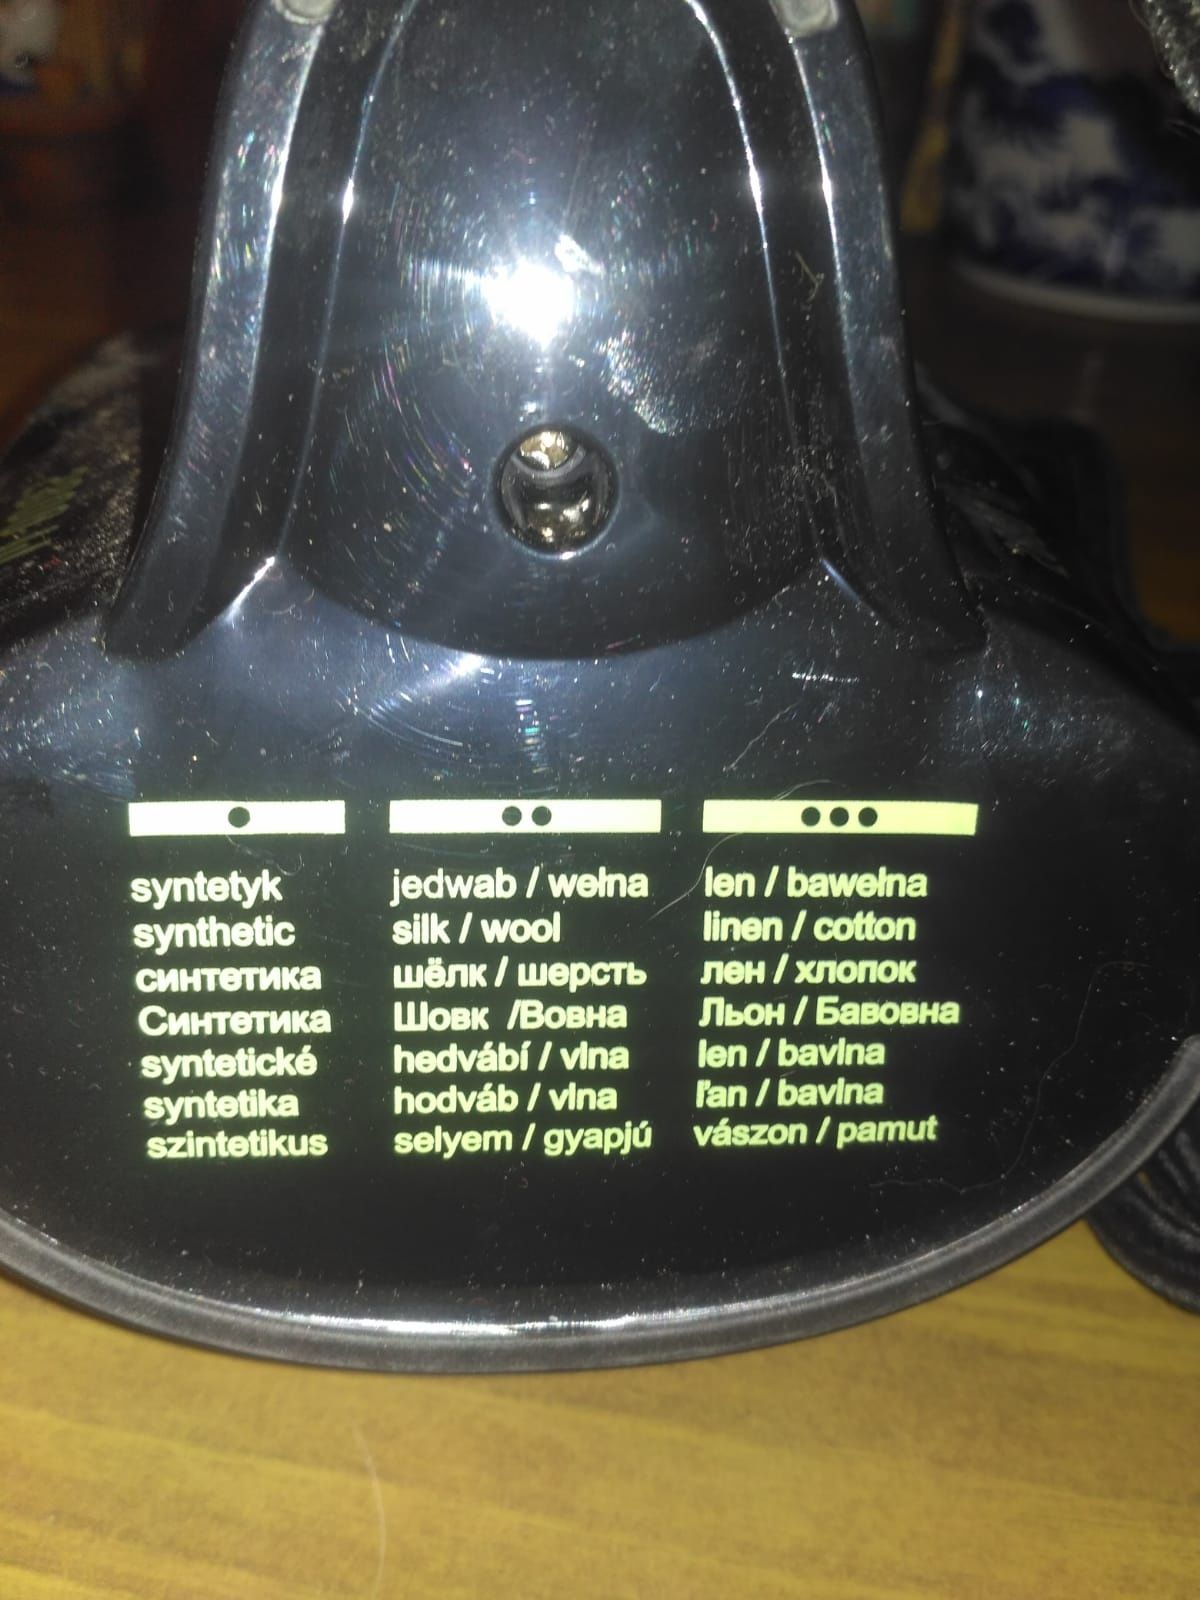 ● ●● ●●●
syntetyk jedwab / wełna len / bawełna
synthetic silk / wool linen / cotton
синтетика шёлк / шерсть лен / хлопок
Синтетика Шовк /Вовна Льон / Бавовна
syntetické hedvábí / vlna len / bavlna
syntetika hodváb / vlna ľan / bavlna
szintetikus selyem / gyapjú vászon / pamut